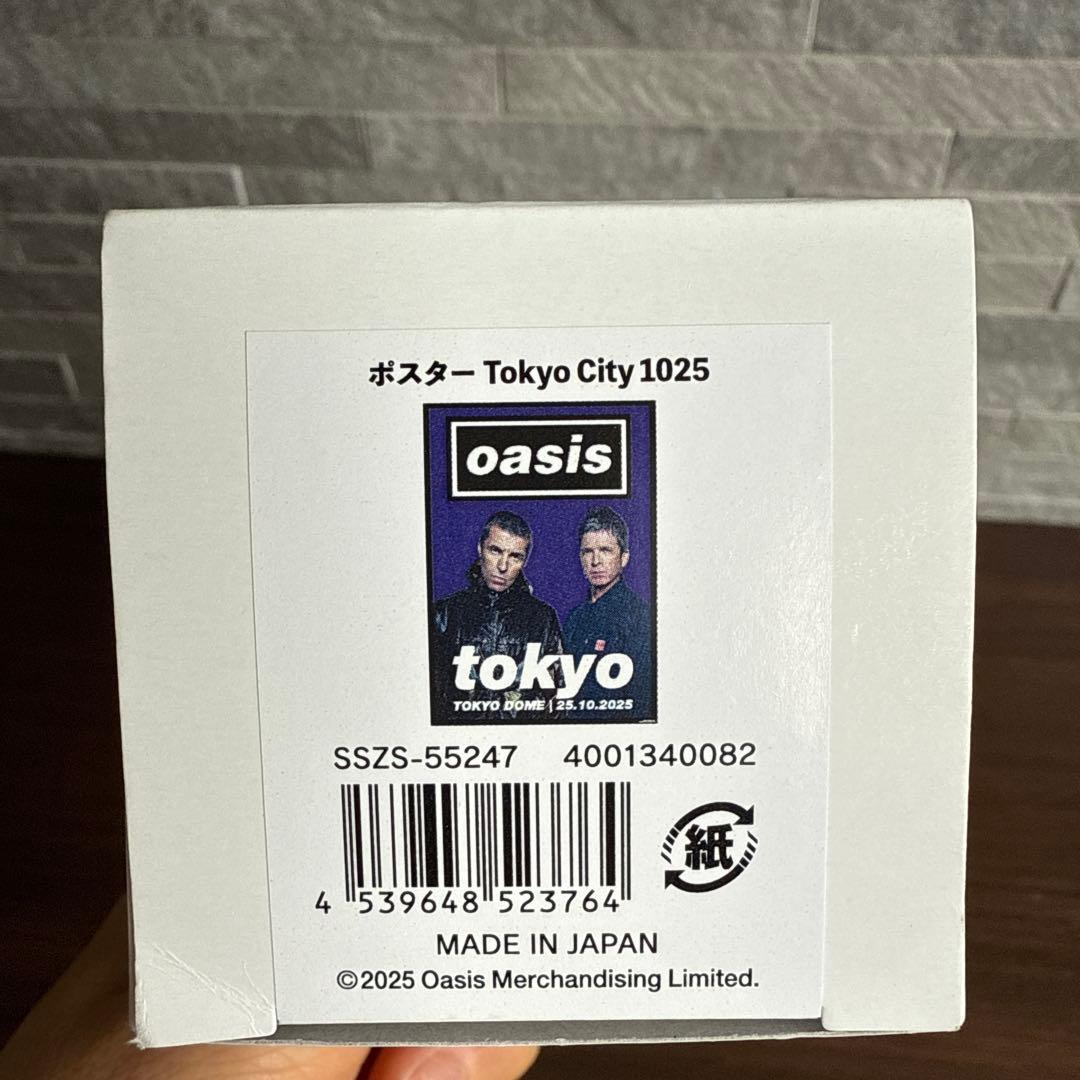 ポスター Tokyo City 1025
oasis
tokyo
TOKYO DOME | 25.10.2025
SSZS-55247 4001340082
紙
4 539648 523764
MADE IN JAPAN
©2025 Oasis Merchandising Limited.